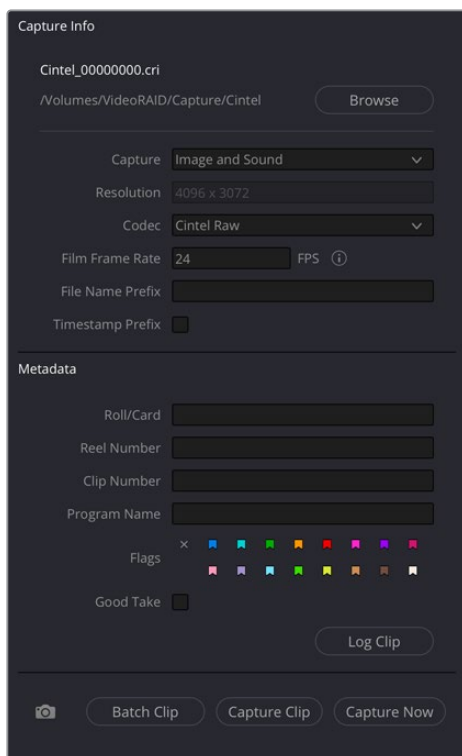 Capture Info
Cintel_00000000.cri
/Volumes/VideoRAID/Capture/Cintel Browse
Capture Image and Sound
Resolution 4096 x 3072
Codec Cintel Raw
Film Frame Rate 24 FPS
File Name Prefix
Timestamp Prefix
Metadata
Roll/Card
Reel Number
Clip Number
Program Name
Flags
Good Take
Log Clip
Batch Clip Capture Clip Capture Now